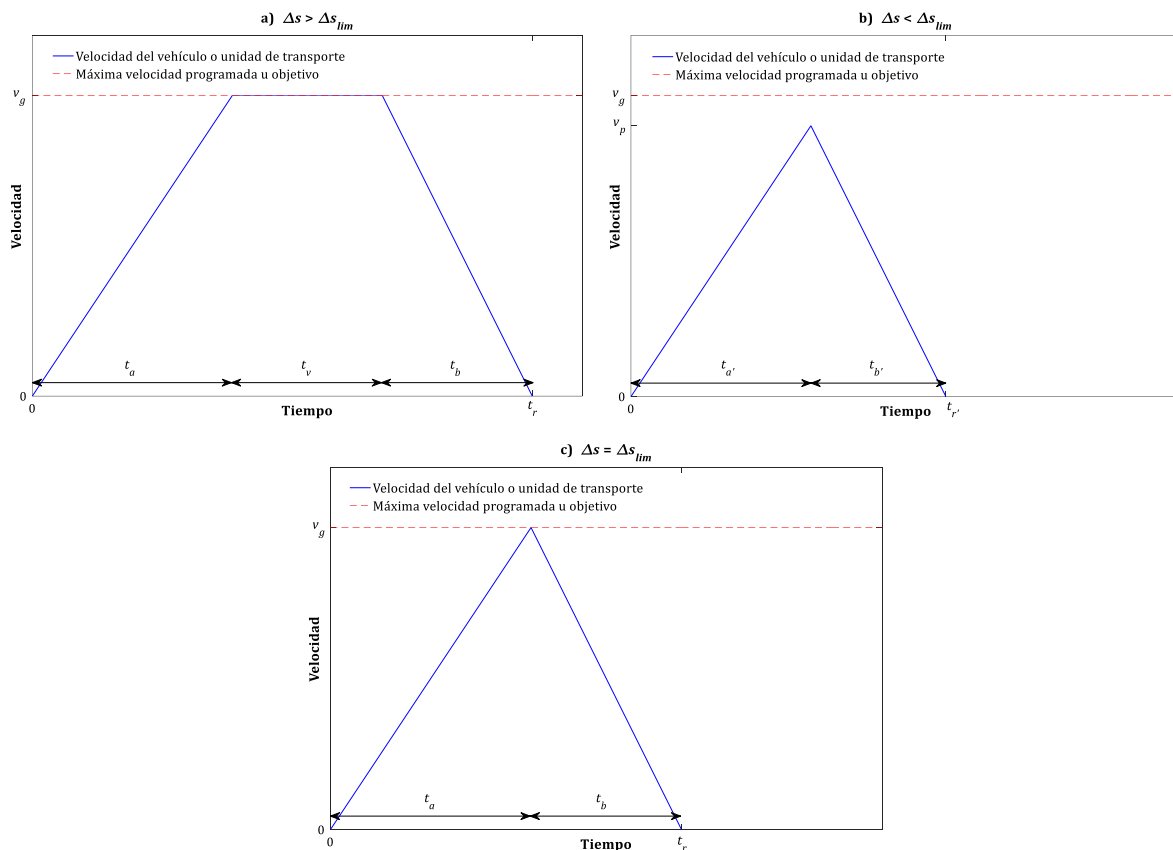 a) Δs > Δs_lim
Velocidad del vehículo o unidad de transporte
Máxima velocidad programada u objetivo
v_g
Velocidad
t_a
t_v
t_b
0
0
Tiempo
t_r
b) Δs < Δs_lim
Velocidad del vehículo o unidad de transporte
Máxima velocidad programada u objetivo
v_g
v_p
Velocidad
t_a'
t_b'
0
0
Tiempo
t_r'
c) Δs = Δs_lim
Velocidad del vehículo o unidad de transporte
Máxima velocidad programada u objetivo
v_g
Velocidad
t_a
t_b
0
0
Tiempo
t_r